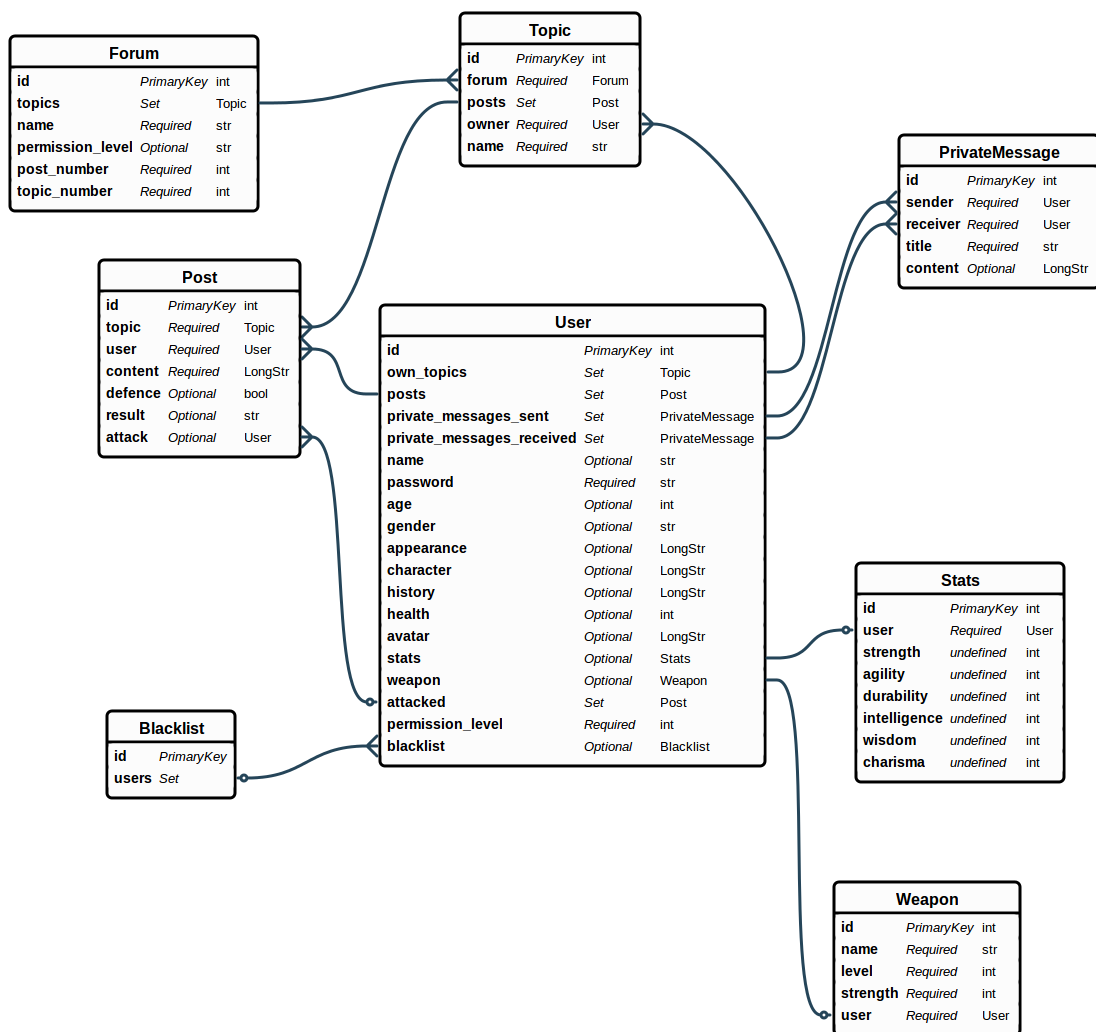 Forum
id PrimaryKey int
topics Set Topic
name Required str
permission_level Optional str
post_number Required int
topic_number Required int
Topic
id PrimaryKey int
forum Required Forum
posts Set Post
owner Required User
name Required str
PrivateMessage
id PrimaryKey int
sender Required User
receiver Required User
title Required str
content Optional LongStr
Post
id PrimaryKey int
topic Required Topic
user Required User
content Required LongStr
defence Optional bool
result Optional str
attack Optional User
User
id PrimaryKey int
own_topics Set Topic
posts Set Post
private_messages_sent Set PrivateMessage
private_messages_received Set PrivateMessage
name Optional str
password Required str
age Optional int
gender Optional str
appearance Optional LongStr
character Optional LongStr
history Optional LongStr
health Optional int
avatar Optional LongStr
stats Optional Stats
weapon Optional Weapon
attacked Set Post
permission_level Required int
blacklist Optional Blacklist
Stats
id PrimaryKey int
user Required User
strength undefined int
agility undefined int
durability undefined int
intelligence undefined int
wisdom undefined int
charisma undefined int
Blacklist
id PrimaryKey
users Set
Weapon
id PrimaryKey int
name Required str
level Required int
strength Required int
user Required User